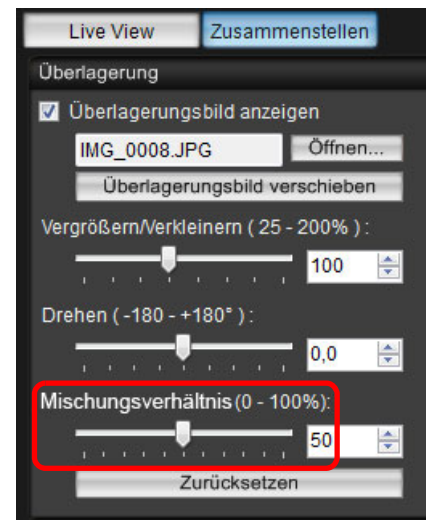 Live View Zusammenstellen
Überlagerung
Überlagerungsbild anzeigen
IMG_0008.JPG Öffnen...
Überlagerungsbild verschieben
Vergrößern/Verkleinern ( 25 - 200% ) :
100
Drehen ( -180 - +180° ) :
0,0
Mischungsverhältnis (0 - 100%):
50
Zurücksetzen